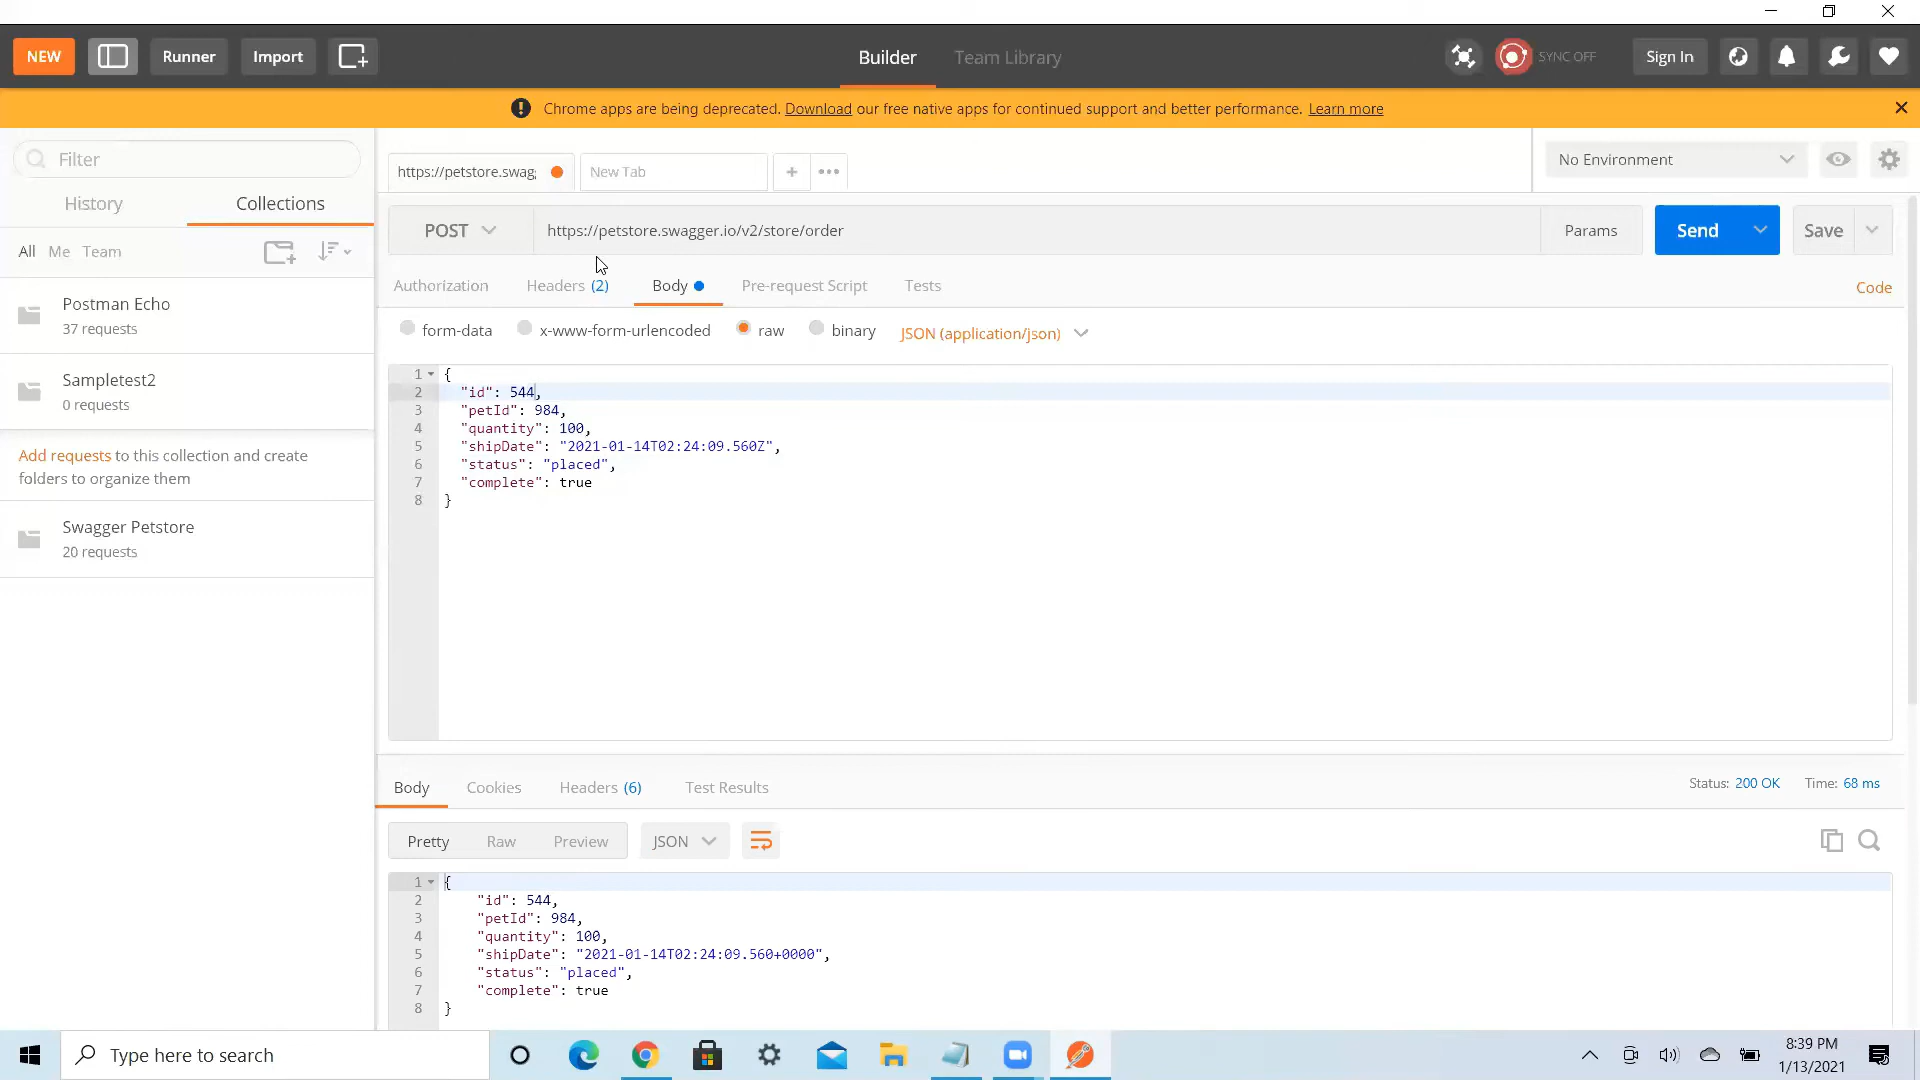 NEW
Runner
Import
Builder
Team Library
SYNC OFF
Sign In
Chrome apps are being deprecated. Download our free native apps for continued support and better performance. Learn more
Filter
History
Collections
All Me Team
Postman Echo
37 requests
Sampletest2
0 requests
Add requests to this collection and create
folders to organize them
Swagger Petstore
20 requests
https://petstore.swag
New Tab
No Environment
POST
https://petstore.swagger.io/v2/store/order
Params
Send
Save
Authorization
Headers (2)
Body
Pre-request Script
Tests
Code
form-data
x-www-form-urlencoded
raw
binary
JSON (application/json)
1 {
2 "id": 544,
3 "petId": 984,
4 "quantity": 100,
5 "shipDate": "2021-01-14T02:24:09.560Z",
6 "status": "placed",
7 "complete": true
8 }
Body
Cookies
Headers (6)
Test Results
Status: 200 OK
Time: 68 ms
Pretty
Raw
Preview
JSON
1 {
2 "id": 544,
3 "petId": 984,
4 "quantity": 100,
5 "shipDate": "2021-01-14T02:24:09.560+0000",
6 "status": "placed",
7 "complete": true
8 }
Type here to search
8:39 PM
1/13/2021